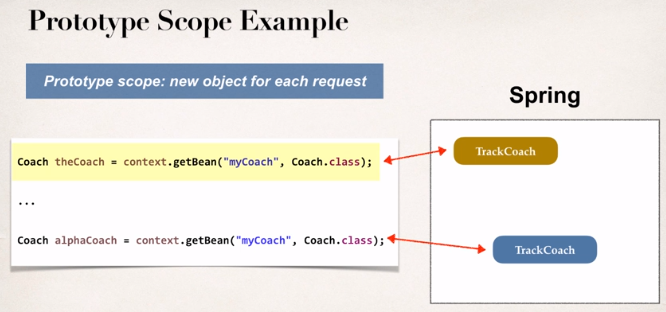 Prototype Scope Example
Prototype scope: new object for each request
Spring
Coach theCoach = context.getBean("myCoach", Coach.class);
TrackCoach
...
Coach alphaCoach = context.getBean("myCoach", Coach.class);
TrackCoach